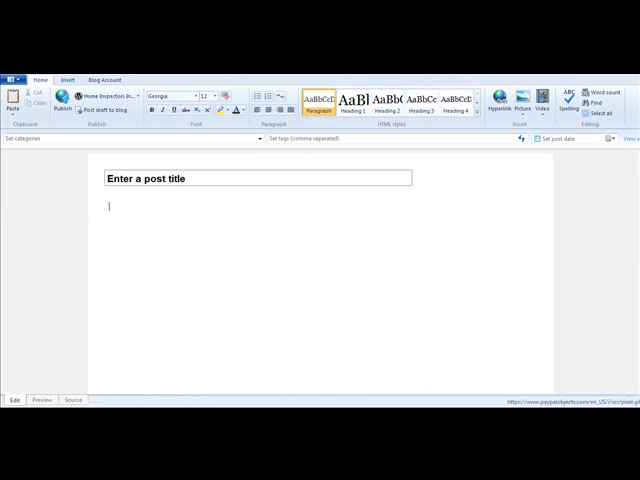 Home Insert Blog Account
Paste Cut Copy
Clipboard
Publish Home Inspectors In...
Post draft to blog
Publish
Georgia 12
B I U abc A
Font
Paragraph
AaBbCcD AaBl AaBbC AaBbCc AaBbCcD
Paragraph Heading 1 Heading 2 Heading 3 Heading 4
HTML styles
Hyperlink Picture Video
Insert
ABC
Spelling
Word count
Find
Select all
Editing
Set categories Set tags (comma separated) Set post date View a
Enter a post title
Edit Preview Source
https://www.paypalobjects.com/en_US/i/scr/pixel.gif